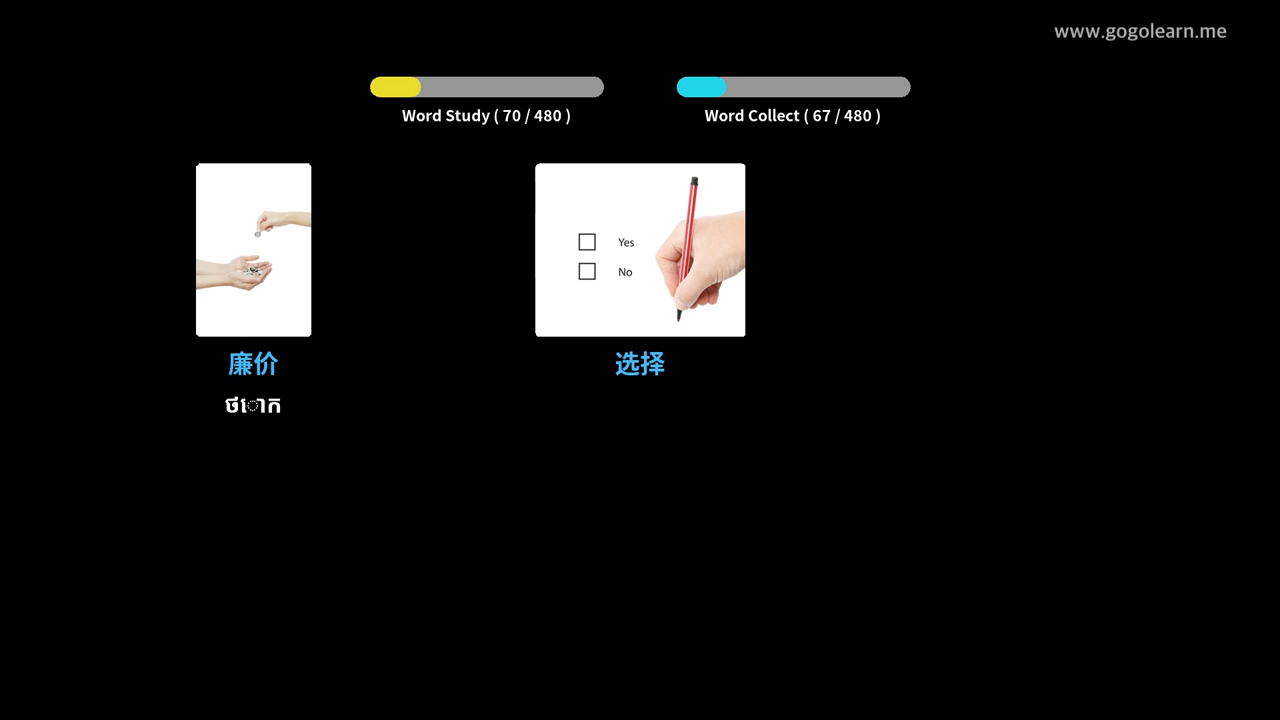 www.gogolearn.me
Word Study ( 70 / 480 )
Word Collect ( 67 / 480 )
Yes
No
廉价
选择
ថោក